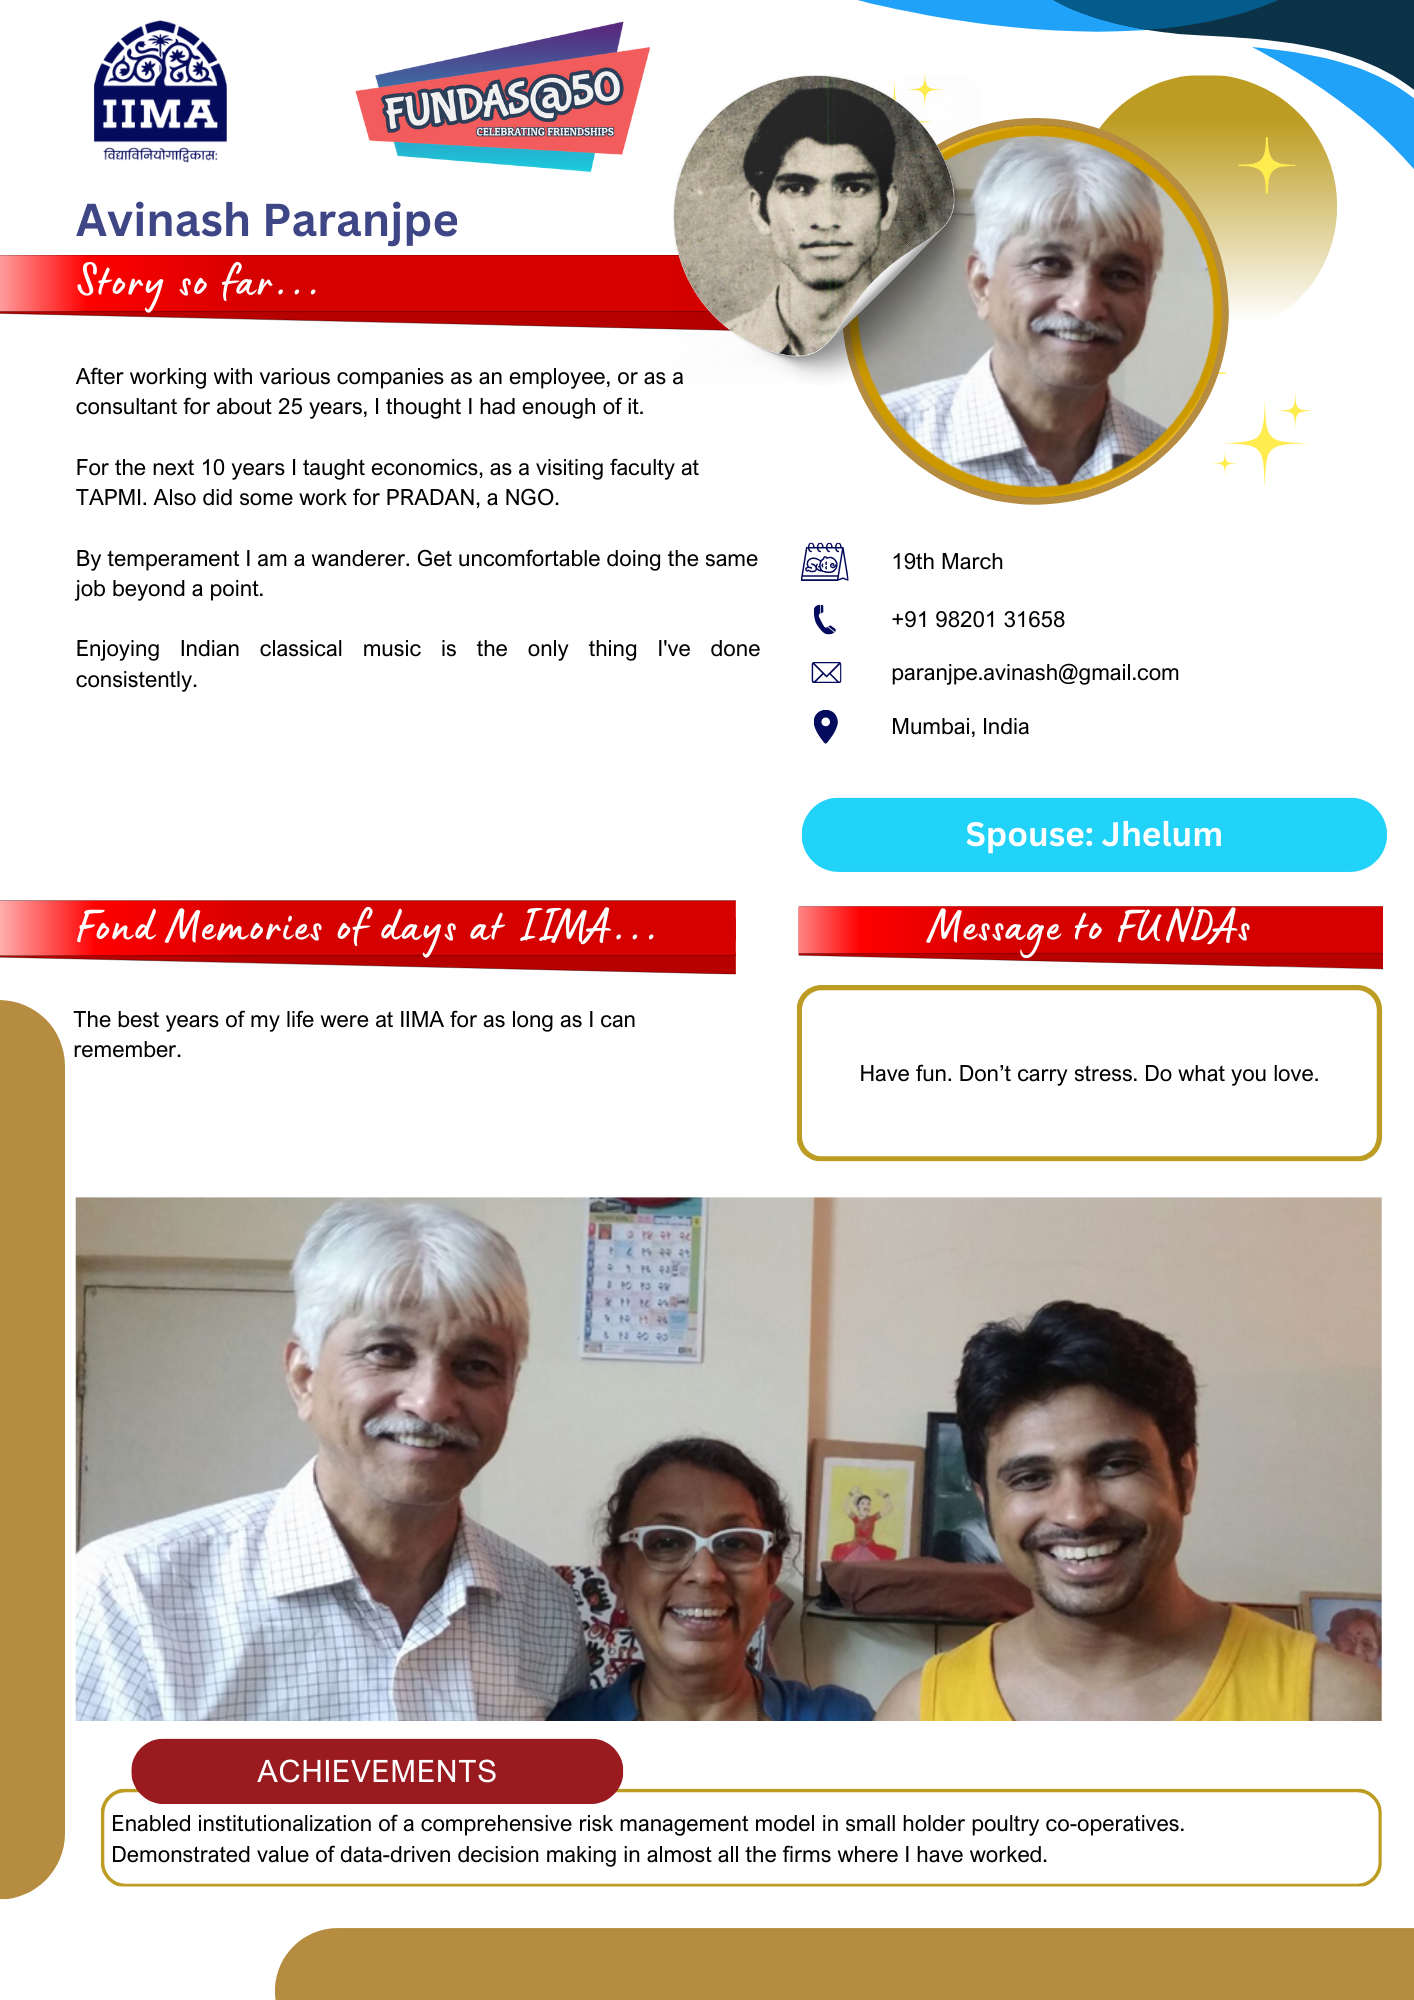 IIMA
विद्याविनियोगाद्विकास:
FUNDAS@50
CELEBRATING FRIENDSHIPS
Avinash Paranjpe
Story so far...
After working with various companies as an employee, or as a
consultant for about 25 years, I thought I had enough of it.
For the next 10 years I taught economics, as a visiting faculty at
TAPMI. Also did some work for PRADAN, a NGO.
By temperament I am a wanderer. Get uncomfortable doing the same
job beyond a point.
Enjoying Indian classical music is the only thing I've done
consistently.
19th March
+91 98201 31658
paranjpe.avinash@gmail.com
Mumbai, India
Spouse: Jhelum
Fond Memories of days at IIMA...
The best years of my life were at IIMA for as long as I can
remember.
Message to FUNDAs
Have fun. Don’t carry stress. Do what you love.
ACHIEVEMENTS
Enabled institutionalization of a comprehensive risk management model in small holder poultry co-operatives.
Demonstrated value of data-driven decision making in almost all the firms where I have worked.